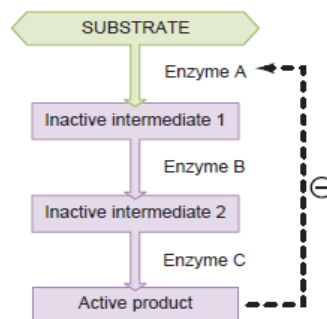 SUBSTRATE
Enzyme A
Inactive intermediate 1
Enzyme B
Inactive intermediate 2
Enzyme C
Active product